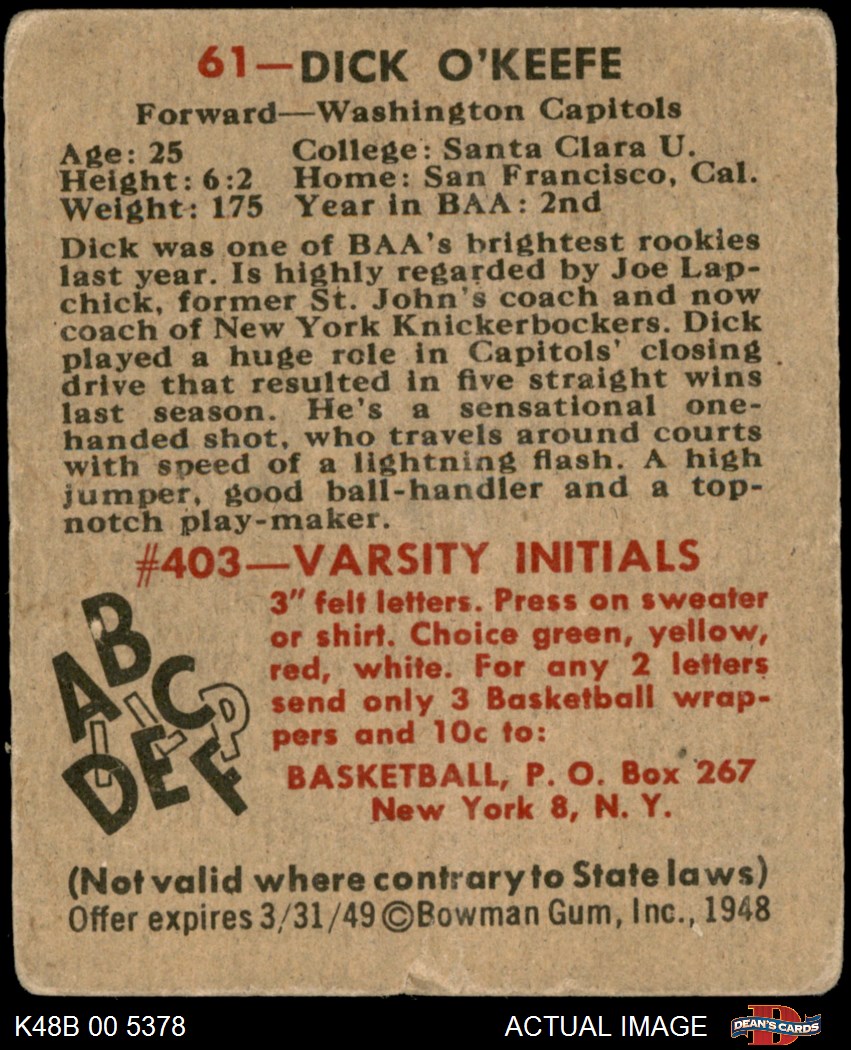 61—DICK O'KEEFE
Forward—Washington Capitols
Age: 25 College: Santa Clara U.
Height: 6:2 Home: San Francisco, Cal.
Weight: 175 Year in BAA: 2nd
Dick was one of BAA's brightest rookies
last year. Is highly regarded by Joe Lap-
chick, former St. John's coach and now
coach of New York Knickerbockers. Dick
played a huge role in Capitols' closing
drive that resulted in five straight wins
last season. He's a sensational one-
handed shot, who travels around courts
with speed of a lightning flash. A high
jumper, good ball-handler and a top-
notch play-maker.
#403—VARSITY INITIALS
3" felt letters. Press on sweater
or shirt. Choice green, yellow,
red, white. For any 2 letters
send only 3 Basketball wrap-
pers and 10c to:
BASKETBALL, P. O. Box 267
New York 8, N. Y.
A B C
D E F
(Not valid where contrary to State laws)
Offer expires 3/31/49 ©Bowman Gum, Inc., 1948
K48B 00 5378 ACTUAL IMAGE DEAN'S CARDS